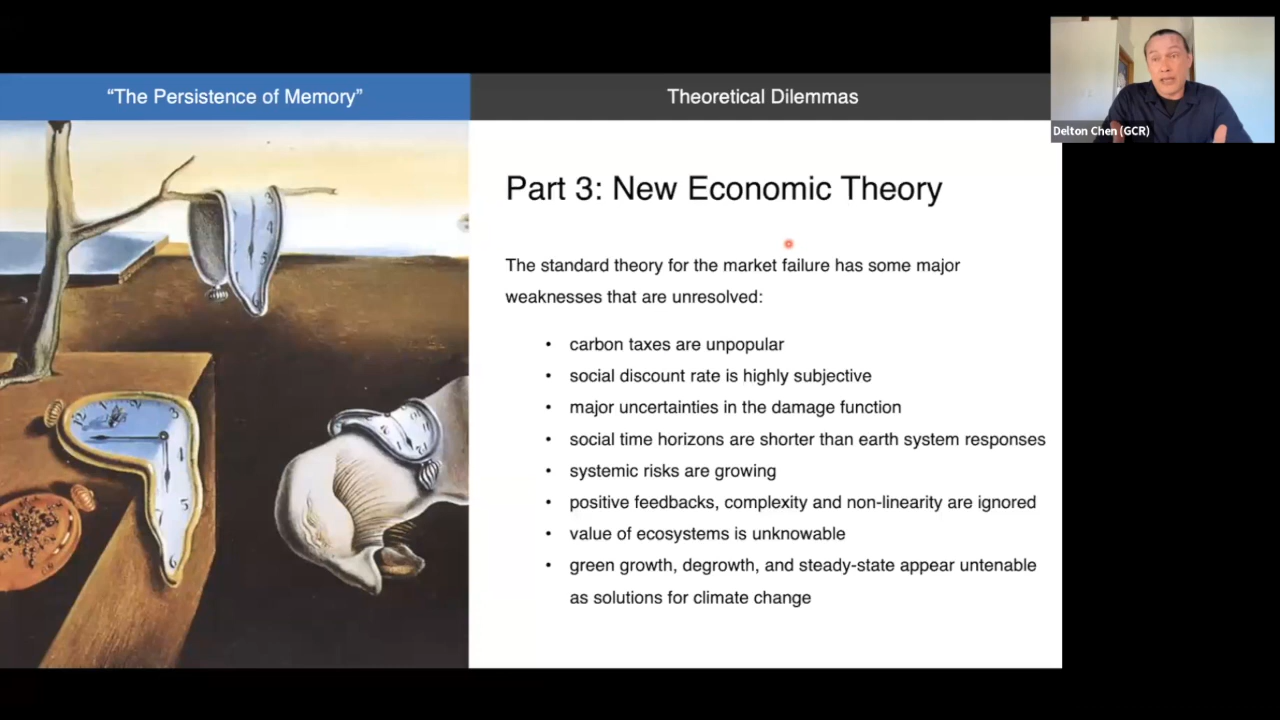 “The Persistence of Memory”
Theoretical Dilemmas
Delton Chen (GCR)
Part 3: New Economic Theory
The standard theory for the market failure has some major
weaknesses that are unresolved:
• carbon taxes are unpopular
• social discount rate is highly subjective
• major uncertainties in the damage function
• social time horizons are shorter than earth system responses
• systemic risks are growing
• positive feedbacks, complexity and non-linearity are ignored
• value of ecosystems is unknowable
• green growth, degrowth, and steady-state appear untenable
as solutions for climate change